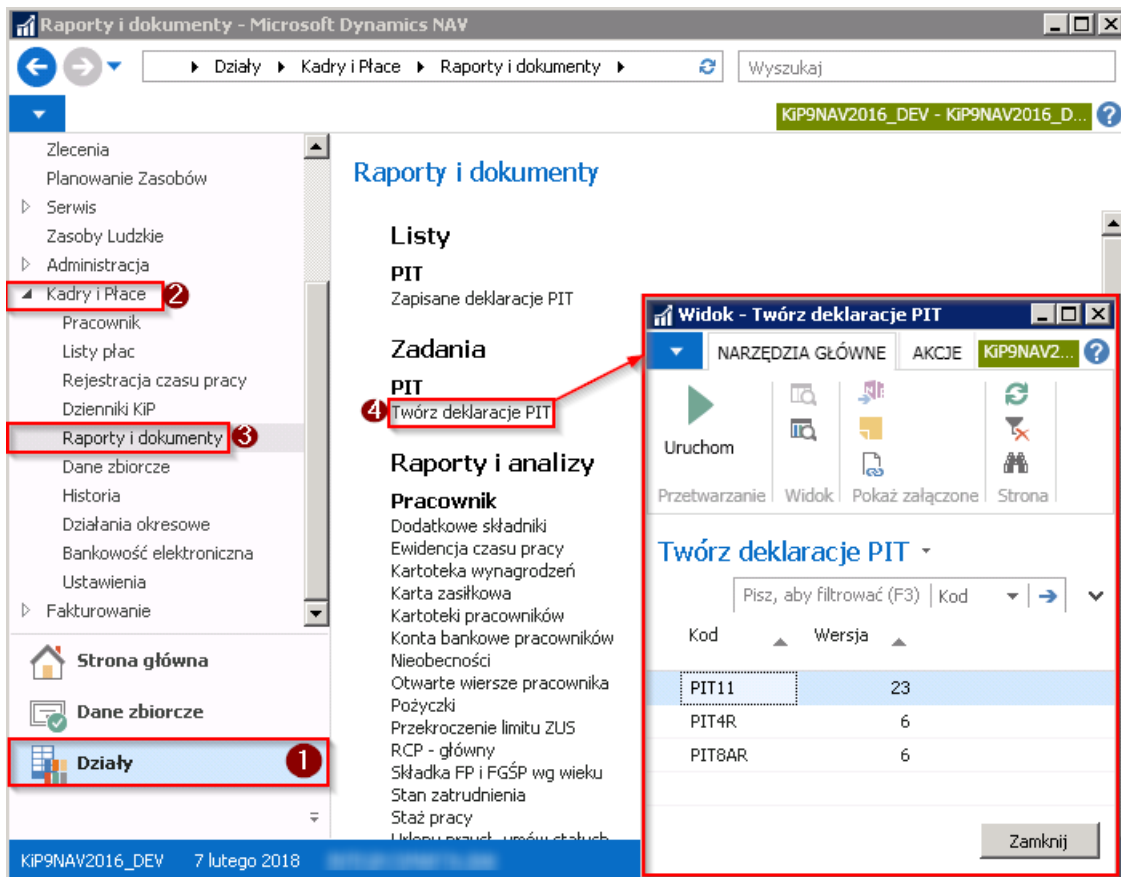 Raporty i dokumenty - Microsoft Dynamics NAV
Działy Kadry i Płace Raporty i dokumenty
Wyszukaj
KiP9NAV2016_DEV - KiP9NAV2016_D...
Zlecenia
Planowanie Zasobów
Serwis
Zasoby Ludzkie
Administracja
Kadry i Płace 2
Pracownik
Listy płac
Rejestracja czasu pracy
Dzienniki KiP
Raporty i dokumenty 3
Dane zbiorcze
Historia
Działania okresowe
Bankowość elektroniczna
Ustawienia
Fakturowanie
Strona główna
Dane zbiorcze
Działy 1
Raporty i dokumenty
Listy
PIT
Zapisane deklaracje PIT
Zadania
PIT
4 Twórz deklaracje PIT
Raporty i analizy
Pracownik
Dodatkowe składniki
Ewidencja czasu pracy
Kartoteka wynagrodzeń
Karta zasiłkowa
Kartoteki pracowników
Konta bankowe pracowników
Nieobecności
Otwarte wiersze pracownika
Pożyczki
Przekroczenie limitu ZUS
RCP - główny
Składka FP i FGŚP wg wieku
Stan zatrudnienia
Staż pracy
Widok - Twórz deklaracje PIT
NARZĘDZIA GŁÓWNE AKCJE KiP9NAV2...
Uruchom
Przetwarzanie Widok Pokaż załączone Strona
Twórz deklaracje PIT
Pisz, aby filtrować (F3) Kod
Kod Wersja
PIT11 23
PIT4R 6
PIT8AR 6
Zamknij
KiP9NAV2016_DEV 7 lutego 2018